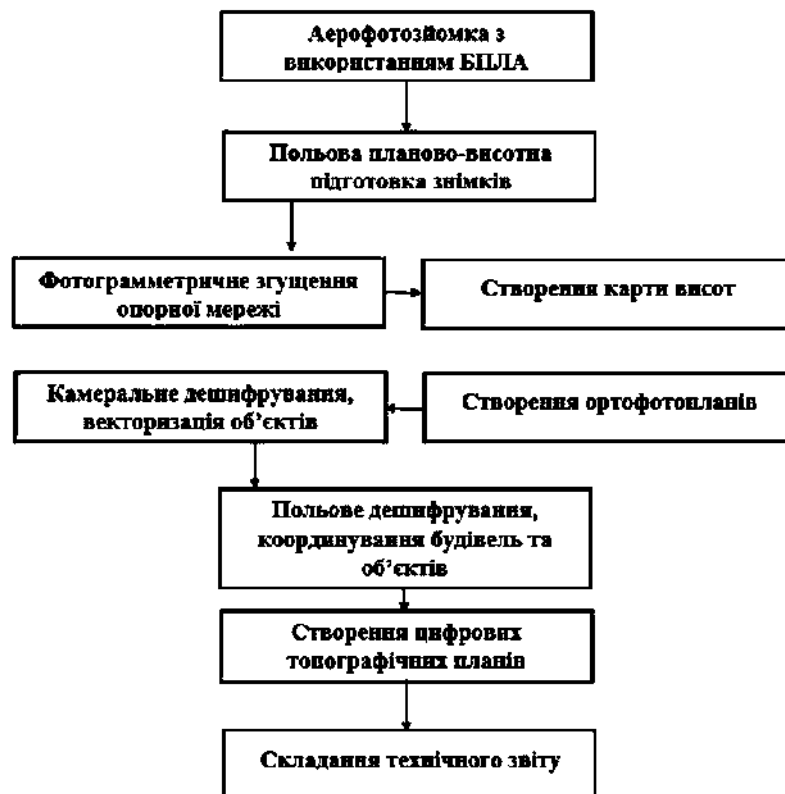 Аерофотозйомка з
використанням БПЛА
Польова планово-висотна
підготовка знімків
Фотограмметричне згущення
опорної мережі
Створення карти висот
Камеральне дешифрування,
векторизація об’єктів
Створення ортофотопланів
Польове дешифрування,
координування будівель та
об’єктів
Створення цифрових
топографічних планів
Складання технічного звіту